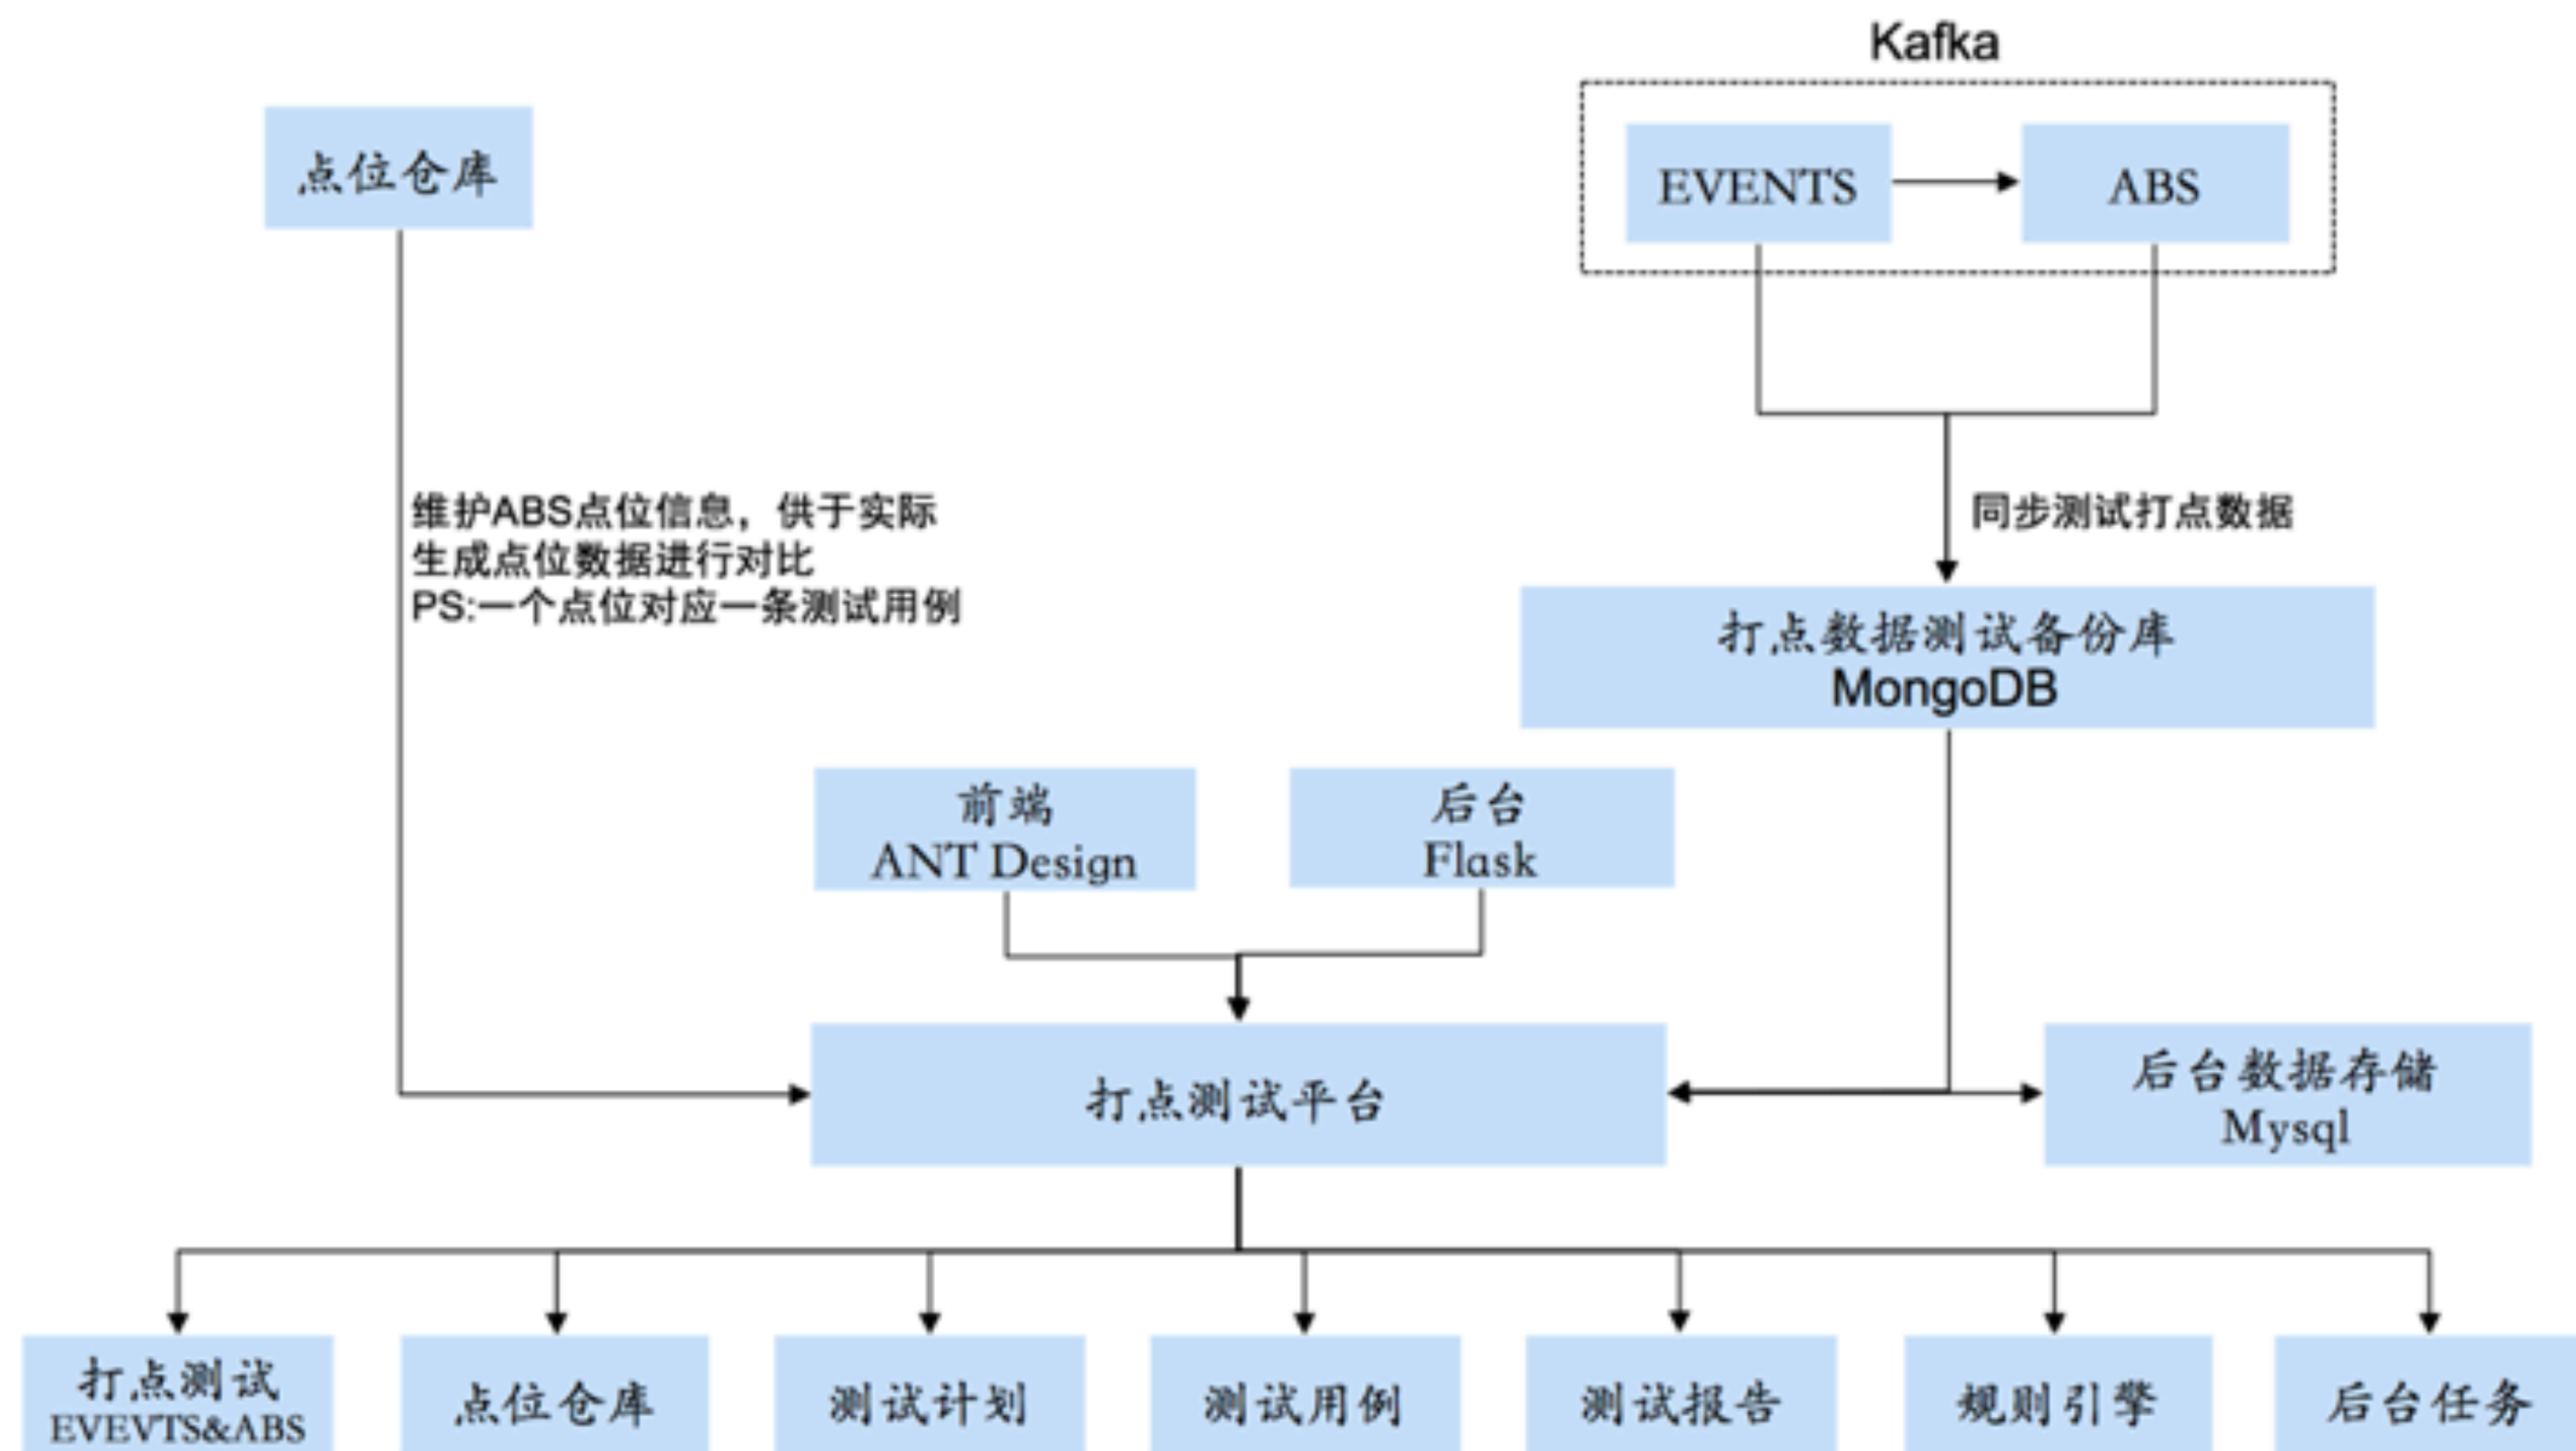 Kafka
点位仓库
EVENTS
ABS
维护ABS点位信息，供于实际
生成点位数据进行对比
PS:一个点位对应一条测试用例
同步测试打点数据
打点数据测试备份库
MongoDB
前端
ANT Design
后台
Flask
打点测试平台
后台数据存储
Mysql
打点测试
EVEVTS&ABS
点位仓库
测试计划
测试用例
测试报告
规则引擎
后台任务